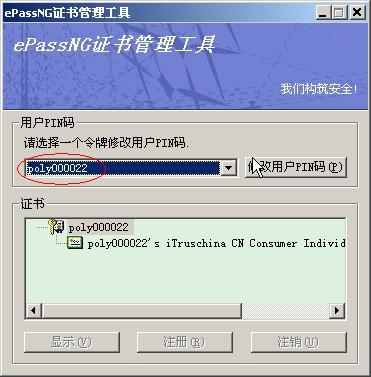 ePassNG证书管理工具
ePassNG证书管理工具
我们构筑安全!
用户PIN码
请选择一个令牌修改用户PIN码.
poly000022
修改用户PIN码(P)
证书
poly000022
poly000022's iTruschina CN Consumer Individ
显示(V)
注册(R)
注销(U)